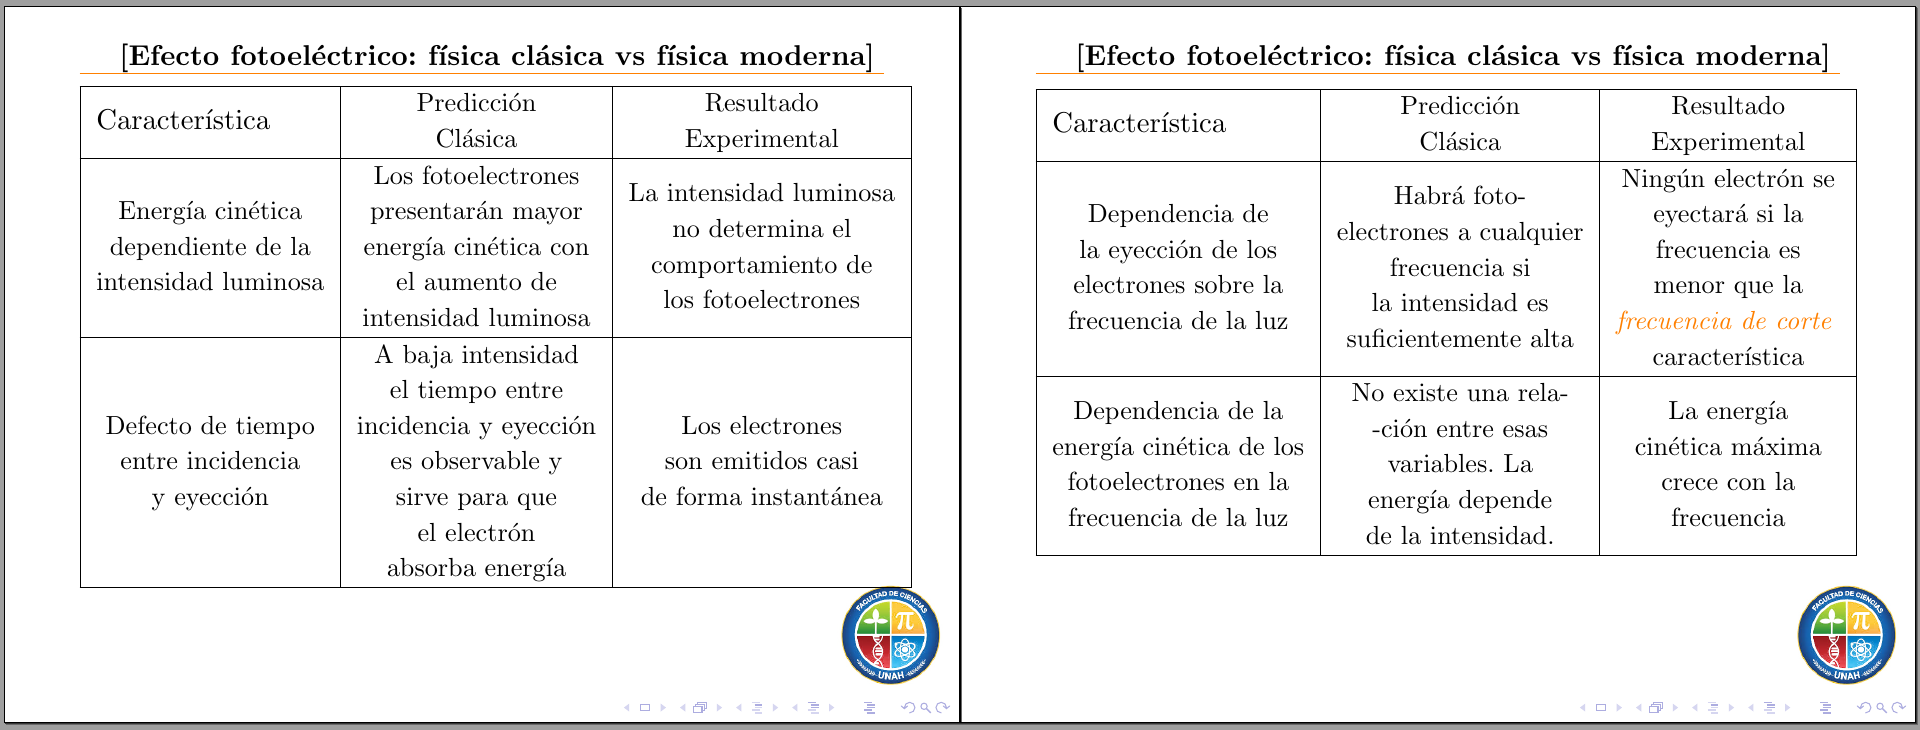 [Efecto fotoeléctrico: física clásica vs física moderna]
Característica
Predicción
Clásica
Resultado
Experimental
Energía cinética
dependiente de la
intensidad luminosa
Los fotoelectrones
presentarán mayor
energía cinética con
el aumento de
intensidad luminosa
La intensidad luminosa
no determina el
comportamiento de
los fotoelectrones
Defecto de tiempo
entre incidencia
y eyección
A baja intensidad
el tiempo entre
incidencia y eyección
es observable y
sirve para que
el electrón
absorba energía
Los electrones
son emitidos casi
de forma instantánea
FACULTAD DE CIENCIAS
π
UNAH
[Efecto fotoeléctrico: física clásica vs física moderna]
Característica
Predicción
Clásica
Resultado
Experimental
Dependencia de
la eyección de los
electrones sobre la
frecuencia de la luz
Habrá foto-
electrones a cualquier
frecuencia si
la intensidad es
suficientemente alta
Ningún electrón se
eyectará si la
frecuencia es
menor que la
frecuencia de corte
característica
Dependencia de la
energía cinética de los
fotoelectrones en la
frecuencia de la luz
No existe una rela-
-ción entre esas
variables. La
energía depende
de la intensidad.
La energía
cinética máxima
crece con la
frecuencia
FACULTAD DE CIENCIAS
π
UNAH